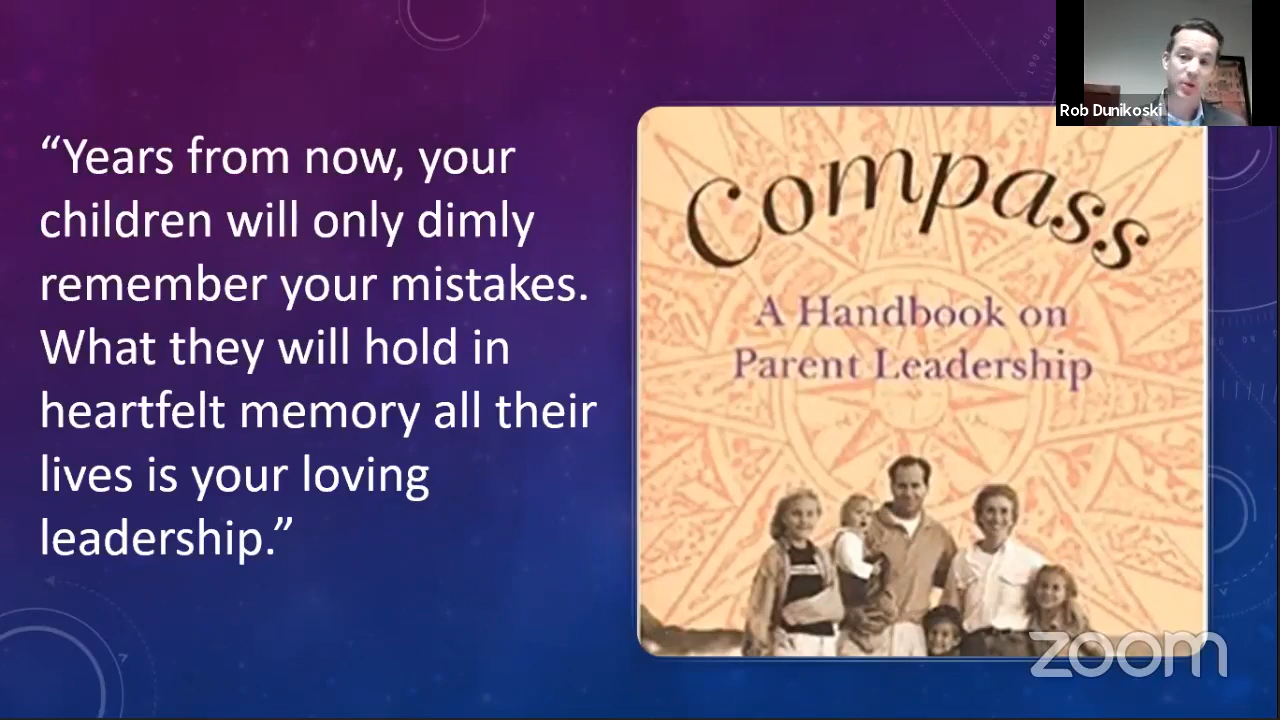 “Years from now, your
children will only dimly
remember your mistakes.
What they will hold in
heartfelt memory all their
lives is your loving
leadership.”
Compass
A Handbook on
Parent Leadership
Rob Dunikoski
zoom